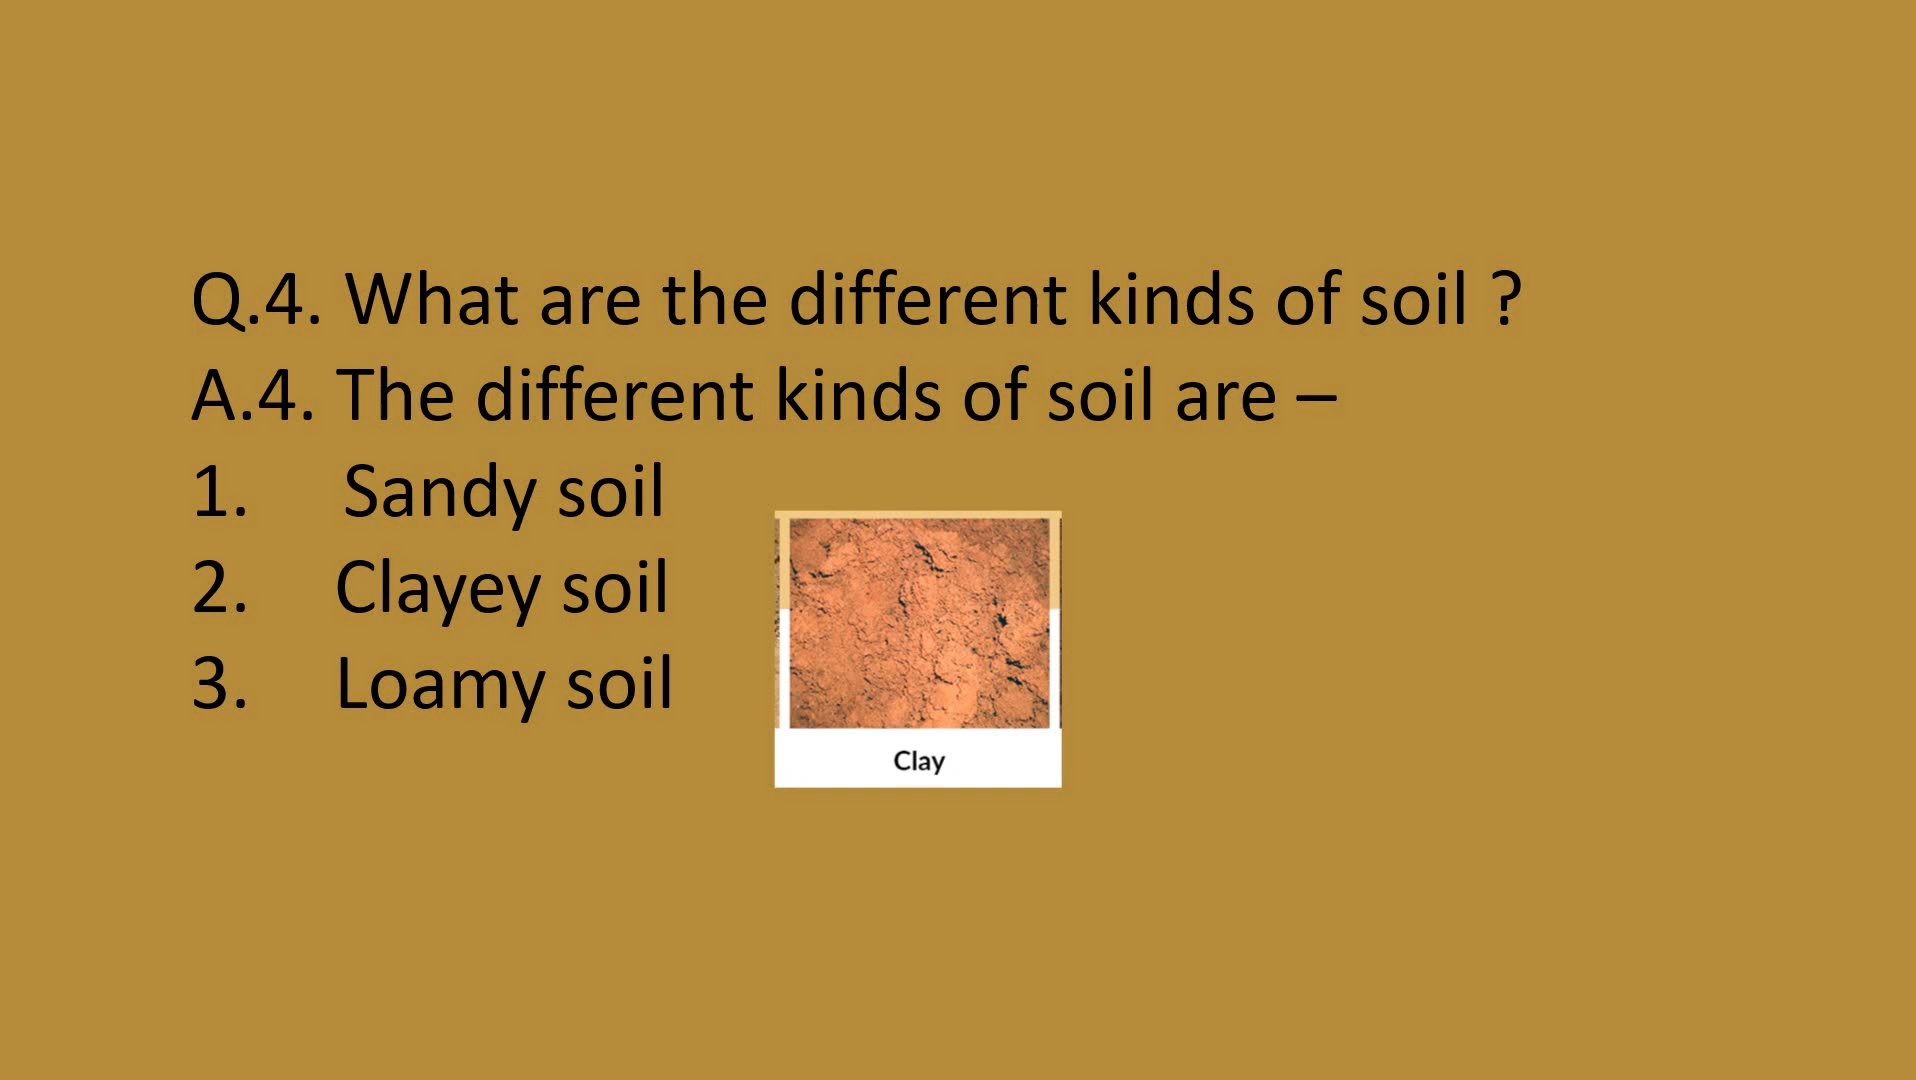 Q.4. What are the different kinds of soil ?
A.4. The different kinds of soil are –
1. Sandy soil
2. Clayey soil
3. Loamy soil
Clay